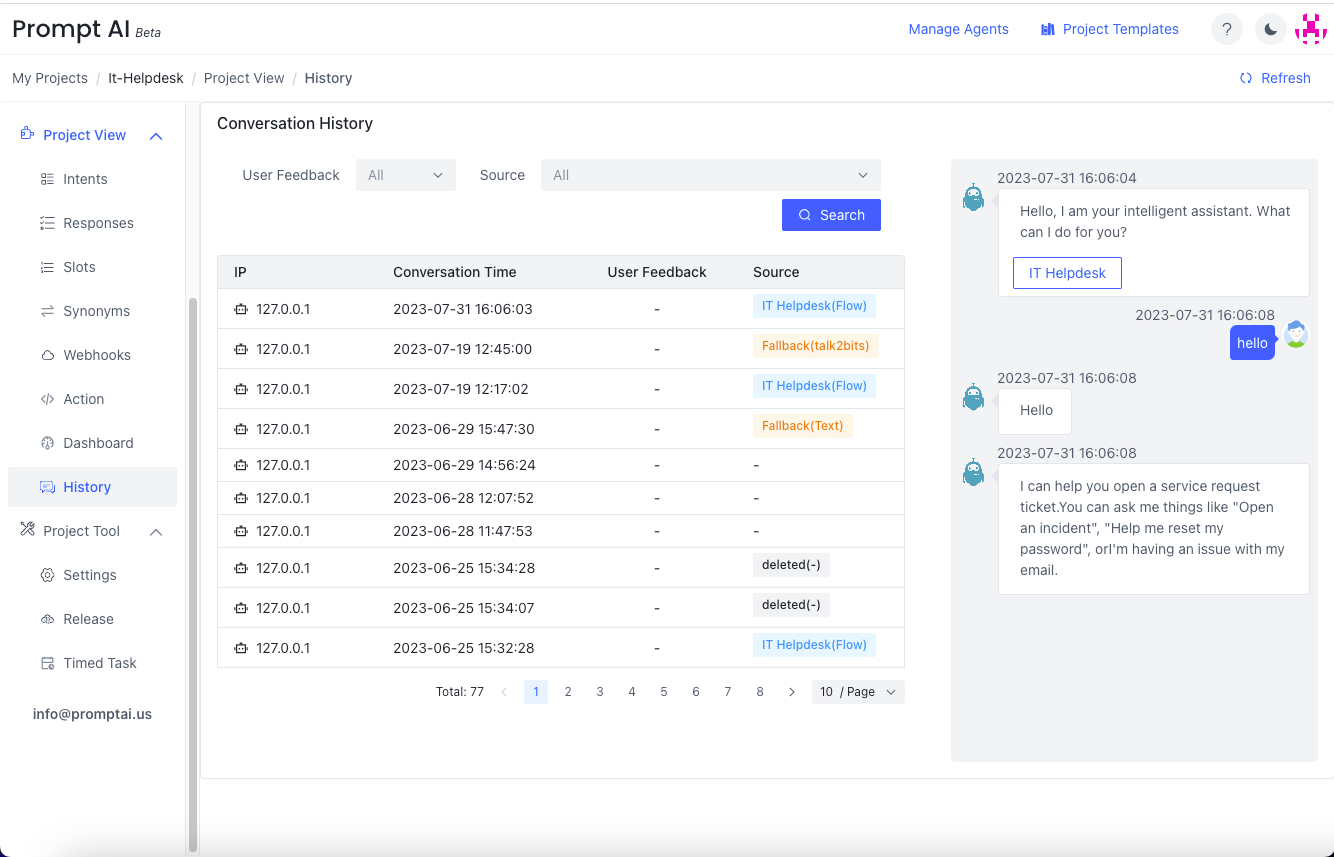 Prompt AI Beta
Manage Agents
Project Templates
?
My Projects / It-Helpdesk / Project View / History
Refresh
Project View
Intents
Responses
Slots
Synonyms
Webhooks
Action
Dashboard
History
Project Tool
Settings
Release
Timed Task
info@promptai.us
Conversation History
User Feedback All Source All
Search
IP Conversation Time User Feedback Source
127.0.0.1 2023-07-31 16:06:03 - IT Helpdesk(Flow)
127.0.0.1 2023-07-19 12:45:00 - Fallback(talk2bits)
127.0.0.1 2023-07-19 12:17:02 - IT Helpdesk(Flow)
127.0.0.1 2023-06-29 15:47:30 - Fallback(Text)
127.0.0.1 2023-06-29 14:56:24 - -
127.0.0.1 2023-06-28 12:07:52 - -
127.0.0.1 2023-06-28 11:47:53 - -
127.0.0.1 2023-06-25 15:34:28 - deleted(-)
127.0.0.1 2023-06-25 15:34:07 - deleted(-)
127.0.0.1 2023-06-25 15:32:28 - IT Helpdesk(Flow)
Total: 77 < 1 2 3 4 5 6 7 8 > 10 / Page
2023-07-31 16:06:04
Hello, I am your intelligent assistant. What
can I do for you?
IT Helpdesk
2023-07-31 16:06:08
hello
2023-07-31 16:06:08
Hello
2023-07-31 16:06:08
I can help you open a service request
ticket.You can ask me things like "Open
an incident", "Help me reset my
password", orI'm having an issue with my
email.